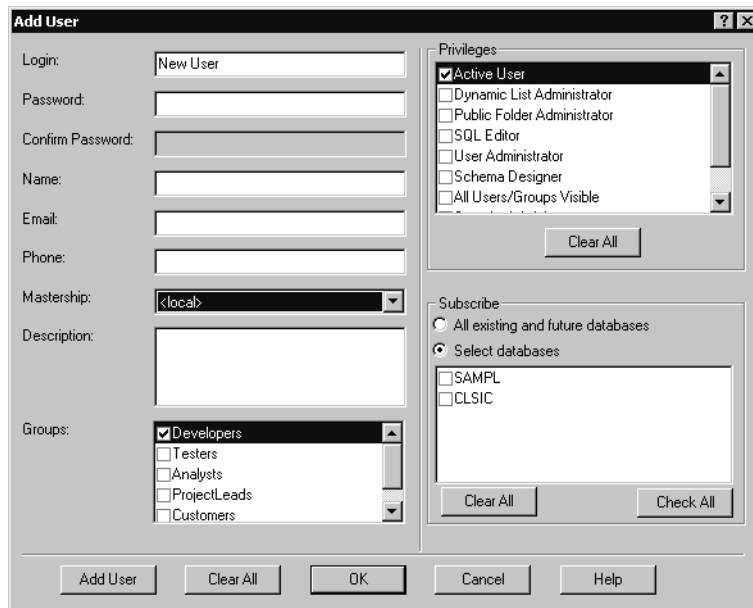 Add User
Login:
New User
Password:
Confirm Password:
Name:
Email:
Phone:
Mastership:
<local>
Description:
Groups:
Developers
Testers
Analysts
ProjectLeads
Customers
Privileges
Active User
Dynamic List Administrator
Public Folder Administrator
SQL Editor
User Administrator
Schema Designer
All Users/Groups Visible
Clear All
Subscribe
All existing and future databases
Select databases
SAMPL
CLSIC
Clear All
Check All
Add User
Clear All
OK
Cancel
Help